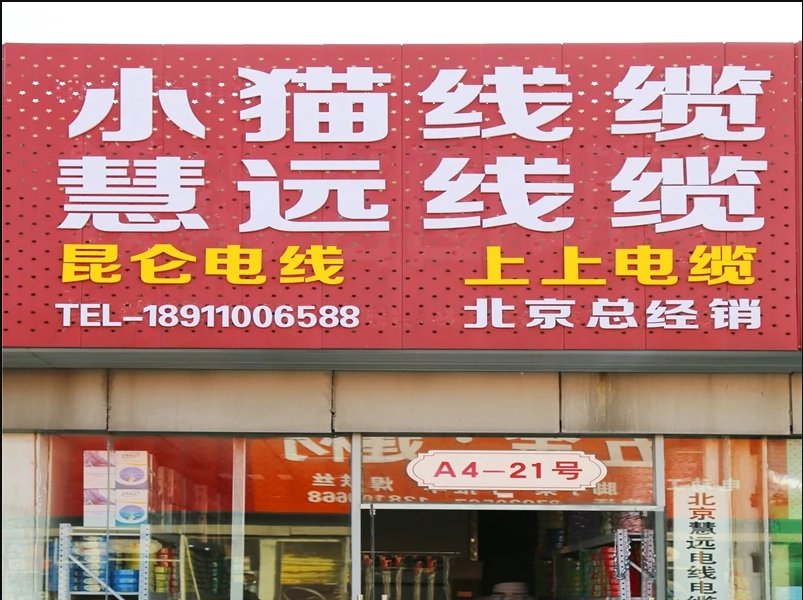 小猫线缆
慧远线缆
昆仑电线 上上电缆
TEL-18911006588 北京总经销
A4-21号
北京慧远电线电缆